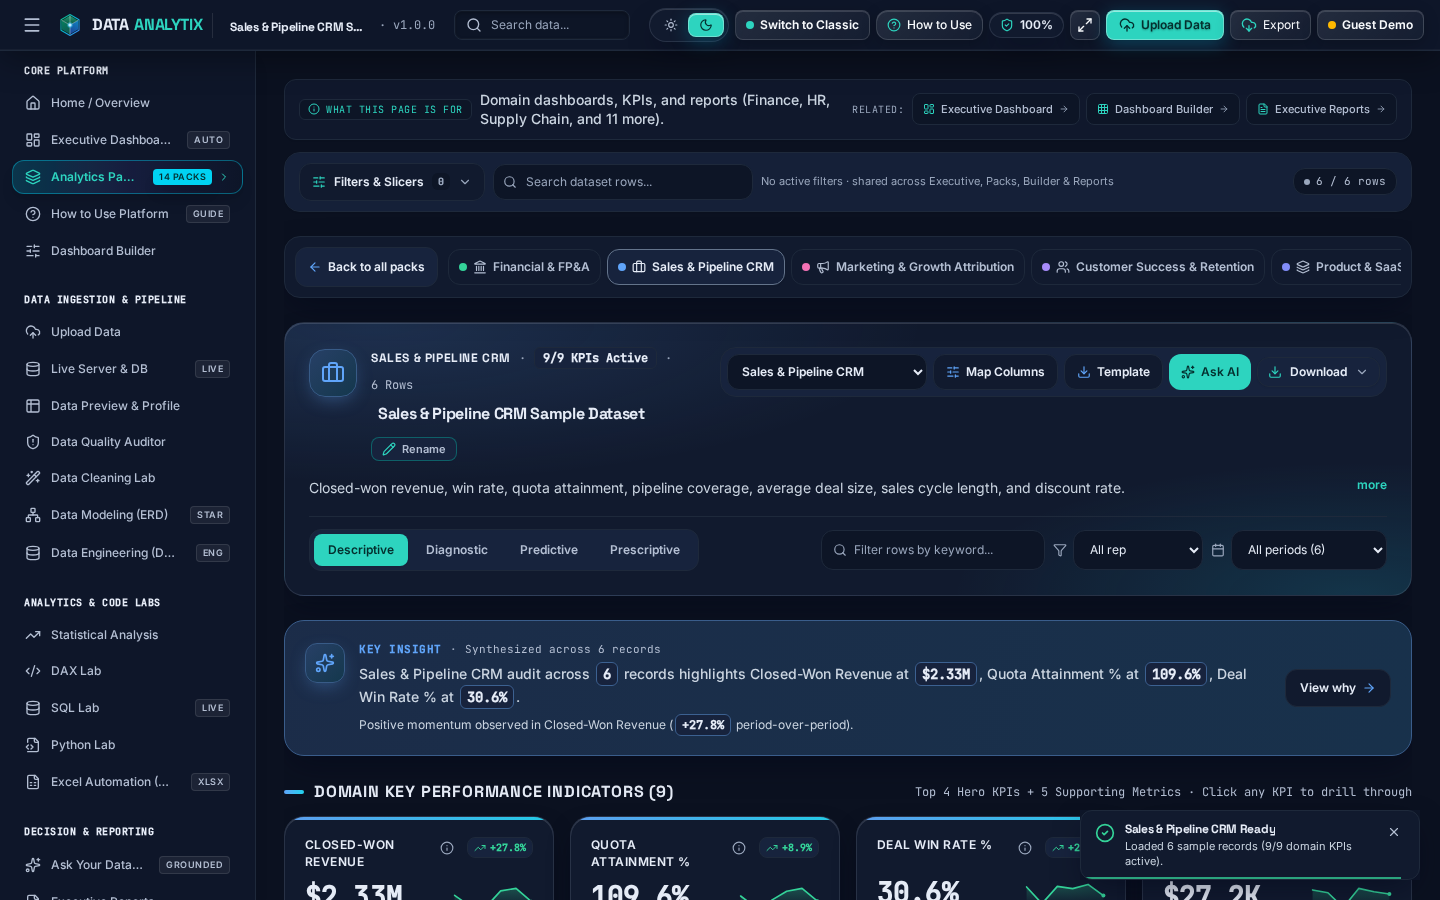 DATA ANALYTIX
Sales & Pipeline CRM S...
· v1.0.0
Search data...
Switch to Classic
How to Use
100%
Upload Data
Export
Guest Demo
CORE PLATFORM
Home / Overview
Executive Dashboa... AUTO
Analytics Pa... 14 PACKS
How to Use Platform GUIDE
Dashboard Builder
DATA INGESTION & PIPELINE
Upload Data
Live Server & DB LIVE
Data Preview & Profile
Data Quality Auditor
Data Cleaning Lab
Data Modeling (ERD) STAR
Data Engineering (D... ENG
ANALYTICS & CODE LABS
Statistical Analysis
DAX Lab
SQL Lab LIVE
Python Lab
Excel Automation (... XLSX
DECISION & REPORTING
Ask Your Data... GROUNDED
Executive Reports
WHAT THIS PAGE IS FOR
Domain dashboards, KPIs, and reports (Finance, HR,
Supply Chain, and 11 more).
RELATED:
Executive Dashboard →
Dashboard Builder →
Executive Reports →
Filters & Slicers 0
Search dataset rows...
No active filters · shared across Executive, Packs, Builder & Reports
6 / 6 rows
← Back to all packs
Financial & FP&A
Sales & Pipeline CRM
Marketing & Growth Attribution
Customer Success & Retention
Product & SaaS
SALES & PIPELINE CRM · 9/9 KPIs Active ·
6 Rows
Sales & Pipeline CRM Sample Dataset
Rename
Sales & Pipeline CRM
Map Columns
Template
Ask AI
Download
Closed-won revenue, win rate, quota attainment, pipeline coverage, average deal size, sales cycle length, and discount rate.
more
Descriptive
Diagnostic
Predictive
Prescriptive
Filter rows by keyword...
All rep
All periods (6)
KEY INSIGHT · Synthesized across 6 records
Sales & Pipeline CRM audit across 6 records highlights Closed-Won Revenue at $2.33M, Quota Attainment % at 109.6%, Deal
Win Rate % at 30.6%.
Positive momentum observed in Closed-Won Revenue (+27.8% period-over-period).
View why →
DOMAIN KEY PERFORMANCE INDICATORS (9)
Top 4 Hero KPIs + 5 Supporting Metrics · Click any KPI to drill through
CLOSED-WON
REVENUE
+27.8%
$2.33M
QUOTA
ATTAINMENT %
+8.9%
109.6%
DEAL WIN RATE %
+2
30.6%
$27.2K
Sales & Pipeline CRM Ready
Loaded 6 sample records (9/9 domain KPIs
active).